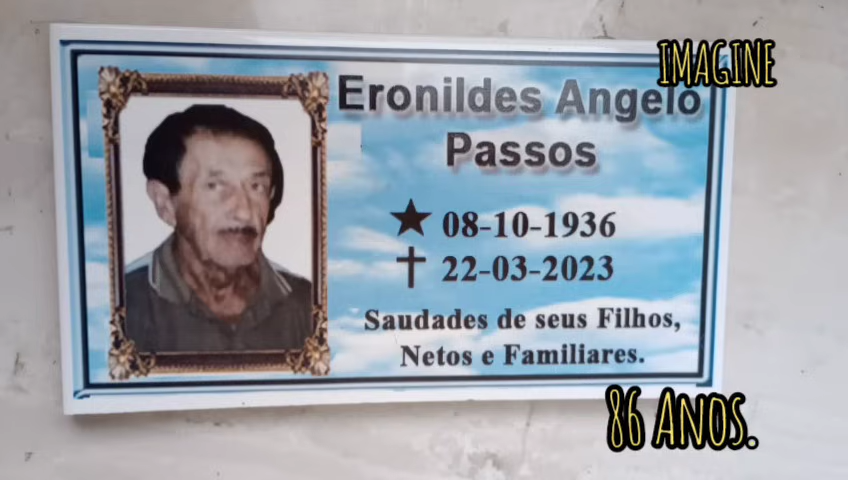 IMAGINE
Eronildes Angelo
Passos
★ 08-10-1936
✝ 22-03-2023
Saudades de seus Filhos,
Netos e Familiares.
86 Anos.